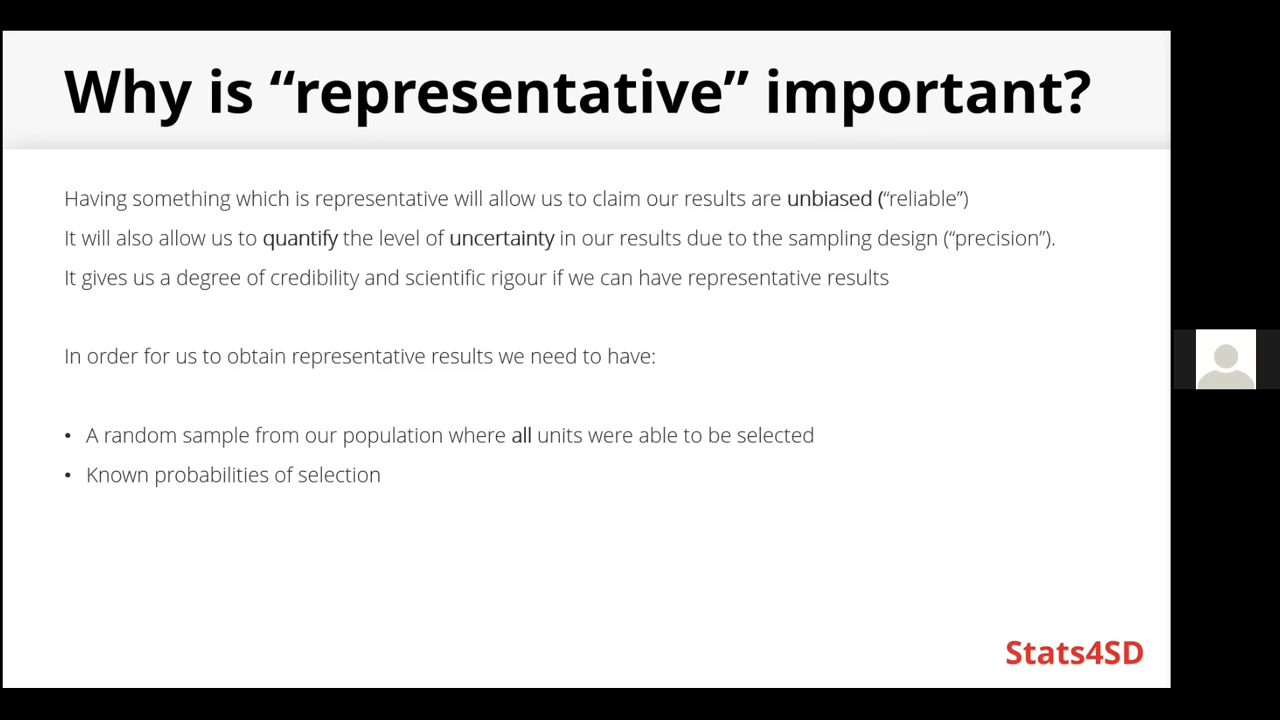 Why is “representative” important?
Having something which is representative will allow us to claim our results are unbiased (“reliable”)
It will also allow us to quantify the level of uncertainty in our results due to the sampling design (“precision”).
It gives us a degree of credibility and scientific rigour if we can have representative results
In order for us to obtain representative results we need to have:
• A random sample from our population where all units were able to be selected
• Known probabilities of selection
Stats4SD